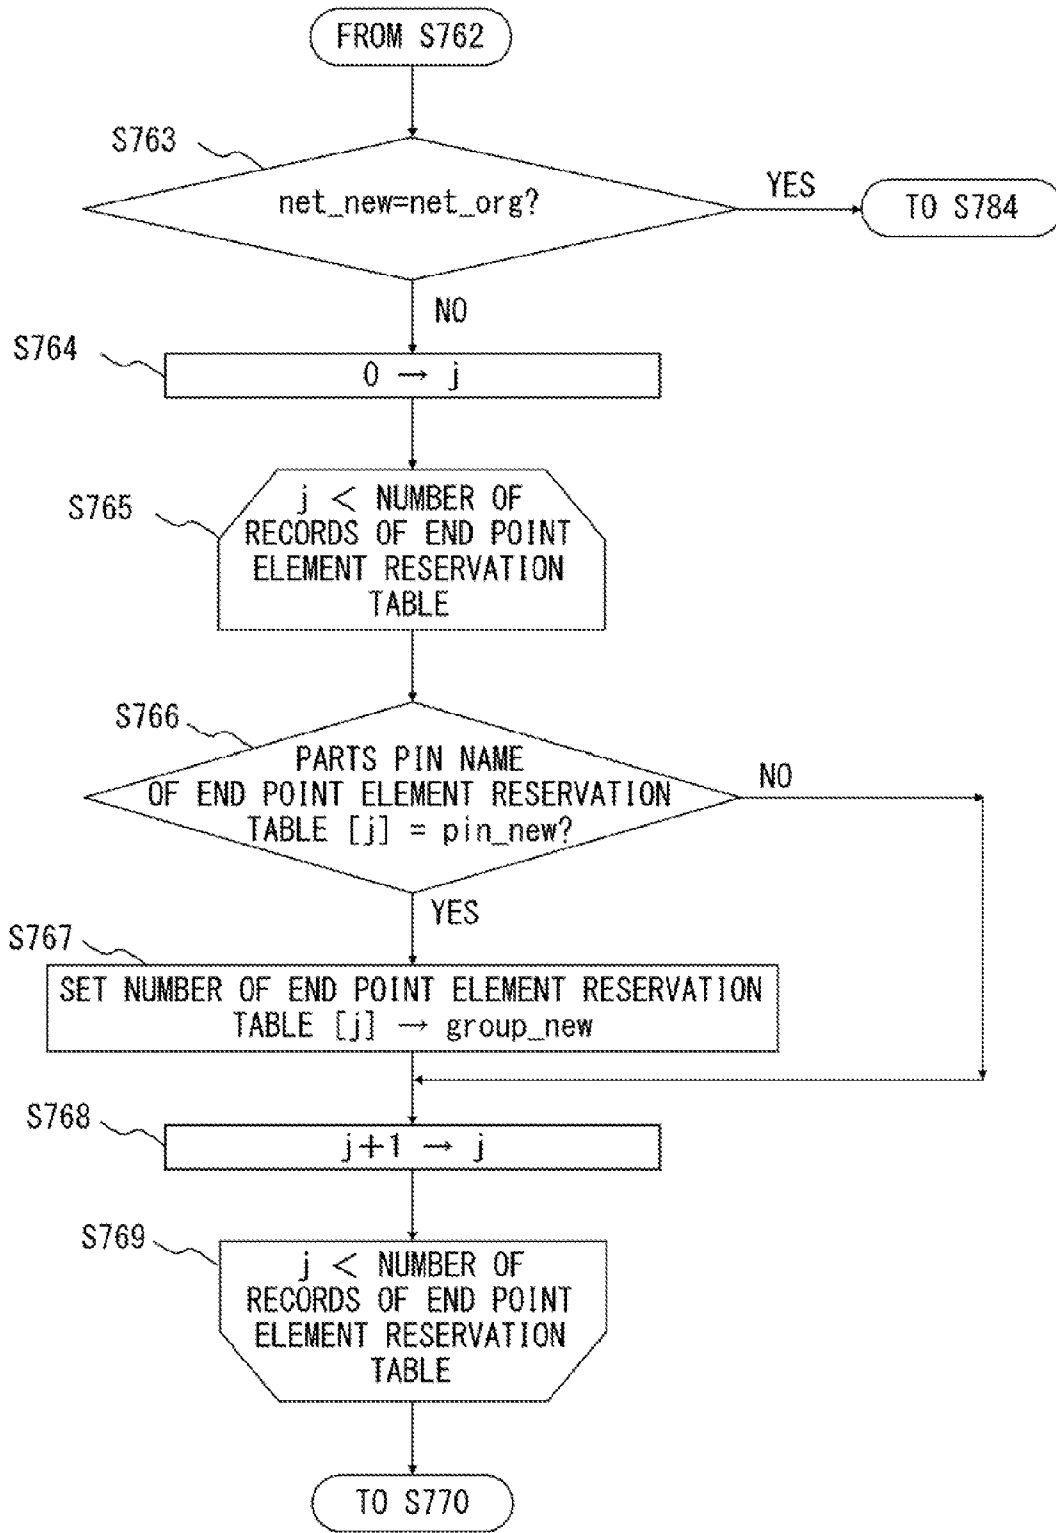 FROM S762
S763
net_new=net_org?
YES
TO S784
NO
S764
0 → j
S765
j < NUMBER OF
RECORDS OF END POINT
ELEMENT RESERVATION
TABLE
S766
PARTS PIN NAME
OF END POINT ELEMENT RESERVATION
TABLE [j] = pin_new?
NO
YES
S767
SET NUMBER OF END POINT ELEMENT RESERVATION
TABLE [j] → group_new
S768
j+1 → j
S769
j < NUMBER OF
RECORDS OF END POINT
ELEMENT RESERVATION
TABLE
TO S770